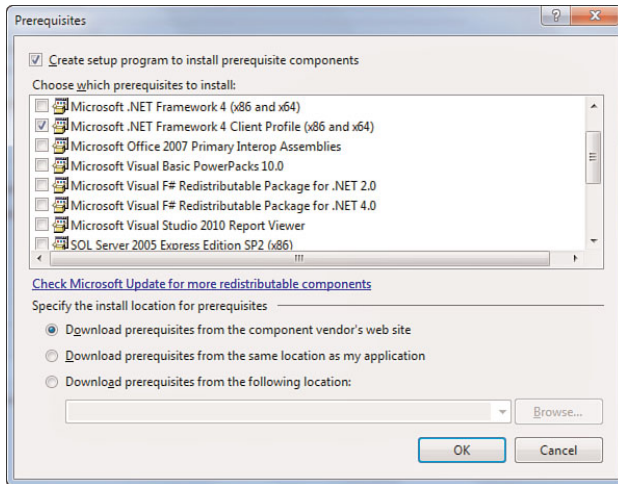 Prerequisites
Create setup program to install prerequisite components
Choose which prerequisites to install:
Microsoft .NET Framework 4 (x86 and x64)
Microsoft .NET Framework 4 Client Profile (x86 and x64)
Microsoft Office 2007 Primary Interop Assemblies
Microsoft Visual Basic PowerPacks 10.0
Microsoft Visual F# Redistributable Package for .NET 2.0
Microsoft Visual F# Redistributable Package for .NET 4.0
Microsoft Visual Studio 2010 Report Viewer
SQL Server 2005 Express Edition SP2 (x86)
Check Microsoft Update for more redistributable components
Specify the install location for prerequisites
Download prerequisites from the component vendor's web site
Download prerequisites from the same location as my application
Download prerequisites from the following location:
Browse...
OK Cancel